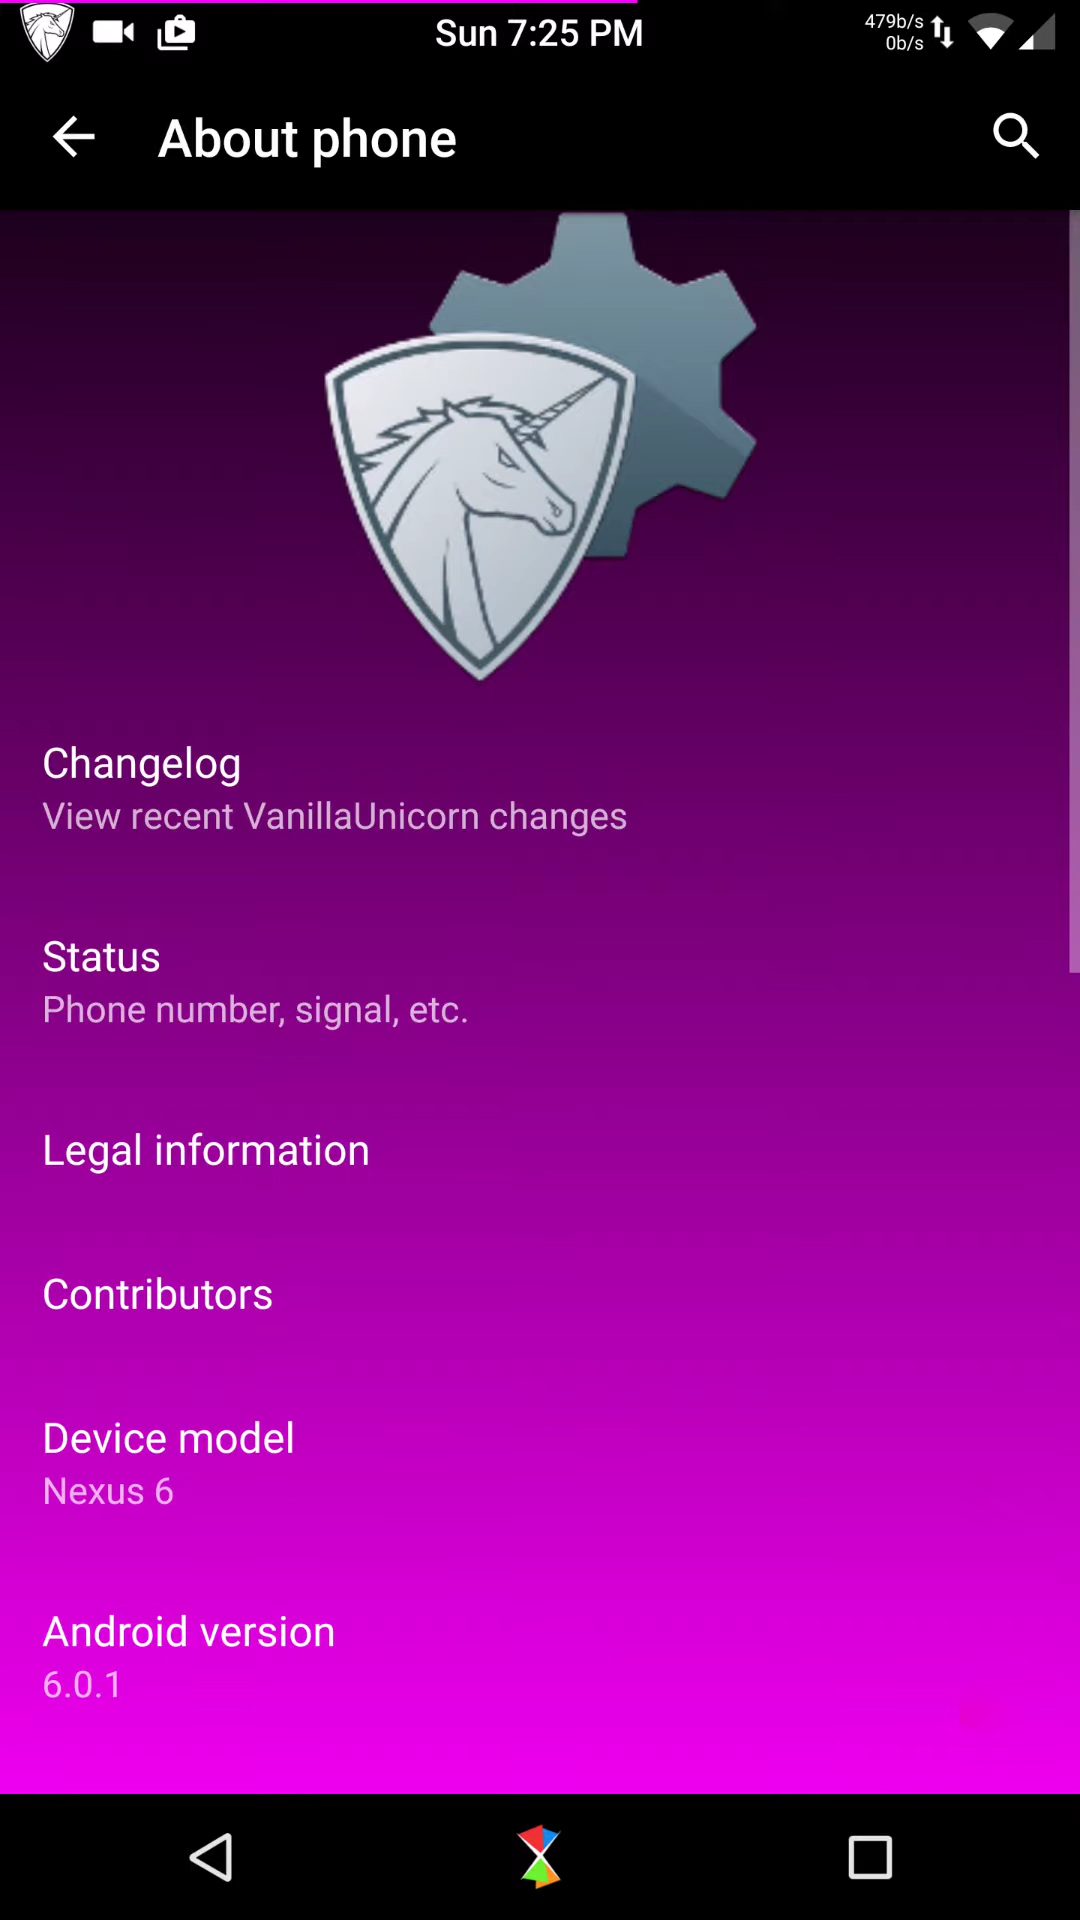 Sun 7:25 PM
479b/s
0b/s
About phone
Changelog
View recent VanillaUnicorn changes
Status
Phone number, signal, etc.
Legal information
Contributors
Device model
Nexus 6
Android version
6.0.1